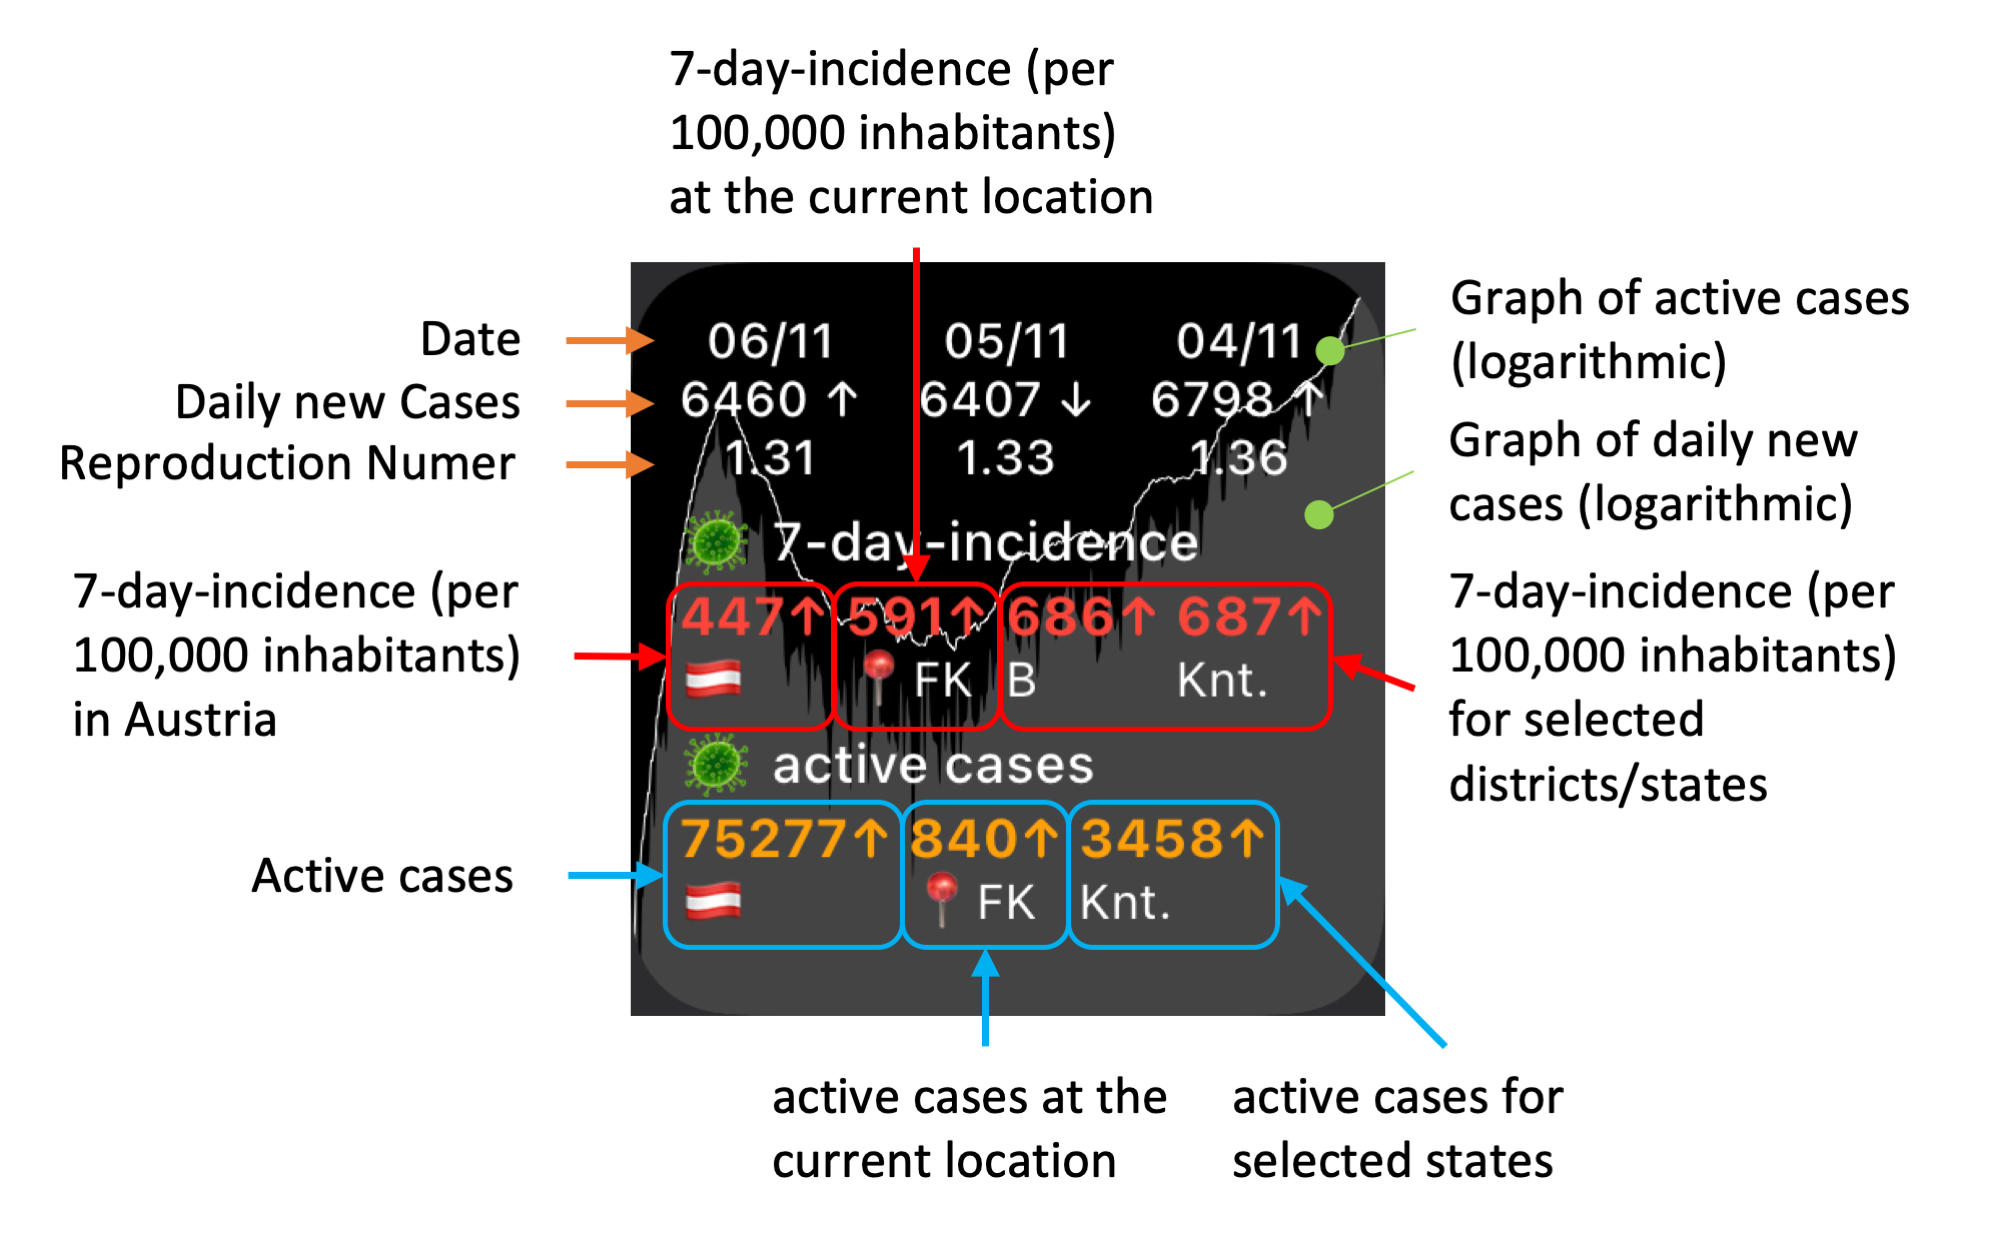 7-day-incidence (per
100,000 inhabitants)
at the current location
Date
Daily new Cases
Reproduction Numer
06/11 05/11 04/11
6460 ↑ 6407 ↓ 6798 ↑
1.31 1.33 1.36
Graph of active cases
(logarithmic)
Graph of daily new
cases (logarithmic)
7-day-incidence
7-day-incidence (per
100,000 inhabitants)
in Austria
447↑ 591↑ 686↑ 687↑
FK B Knt.
7-day-incidence (per
100,000 inhabitants)
for selected
districts/states
active cases
Active cases
75277↑ 840↑ 3458↑
FK Knt.
active cases at the
current location
active cases for
selected states